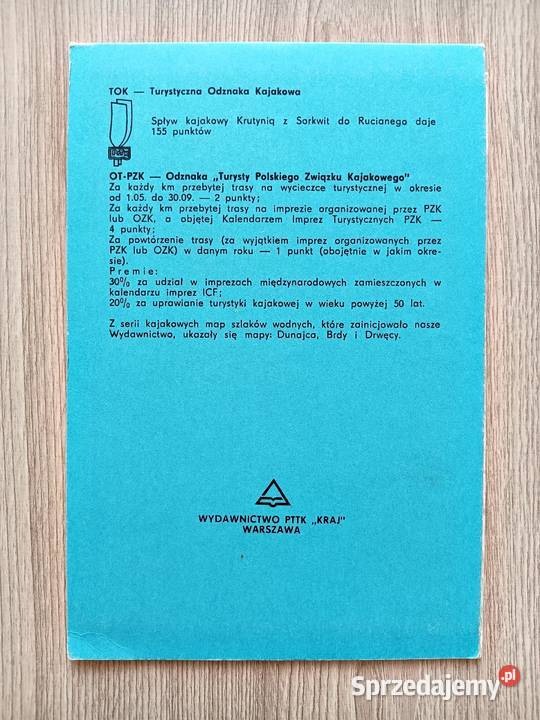 TOK — Turystyczna Odznaka Kajakowa
Spływ kajakowy Krutynią z Sorkwit do Rucianego daje
155 punktów
OT-PZK — Odznaka „Turysty Polskiego Związku Kajakowego"
Za każdy km przebytej trasy na wycieczce turystycznej w okresie
od 1.05. do 30.09. — 2 punkty;
Za każdy km przebytej trasy na imprezie organizowanej przez PZK
lub OZK, a objętej Kalendarzem Imprez Turystycznych PZK —
4 punkty;
Za powtórzenie trasy (za wyjątkiem imprez organizowanych przez
PZK lub OZK) w danym roku — 1 punkt (obojętnie w jakim okre-
sie).
Premie:
30% za udział w imprezach międzynarodowych zamieszczonych w
kalendarzu imprez ICF;
20% za uprawianie turystyki kajakowej w wieku powyżej 50 lat.
Z serii kajakowych map szlaków wodnych, które zainicjowało nasze
Wydawnictwo, ukazały się mapy: Dunajca, Brdy i Drwęcy.
WYDAWNICTWO PTTK „KRAJ"
WARSZAWA
Sprzedajemy.pl